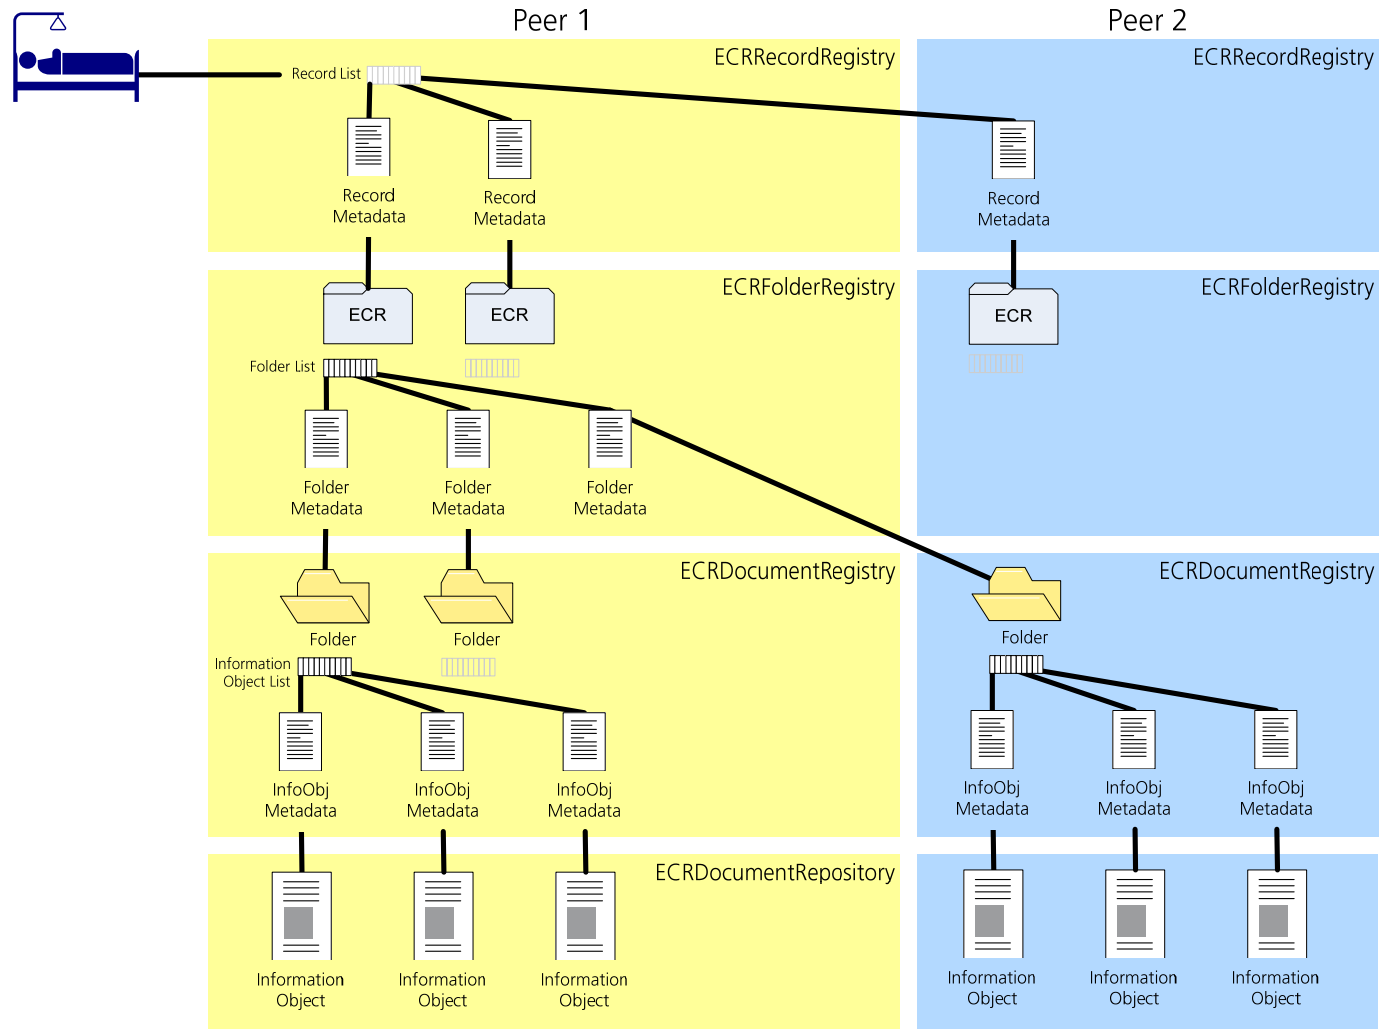 Peer 1
Peer 2
ECRRecordRegistry
ECRRecordRegistry
Record List
Record
Metadata
Record
Metadata
Record
Metadata
ECRFolderRegistry
ECRFolderRegistry
ECR
ECR
ECR
Folder List
Folder
Metadata
Folder
Metadata
Folder
Metadata
ECRDocumentRegistry
ECRDocumentRegistry
Folder
Folder
Folder
Information
Object List
InfoObj
Metadata
InfoObj
Metadata
InfoObj
Metadata
InfoObj
Metadata
InfoObj
Metadata
InfoObj
Metadata
ECRDocumentRepository
Information
Object
Information
Object
Information
Object
Information
Object
Information
Object
Information
Object